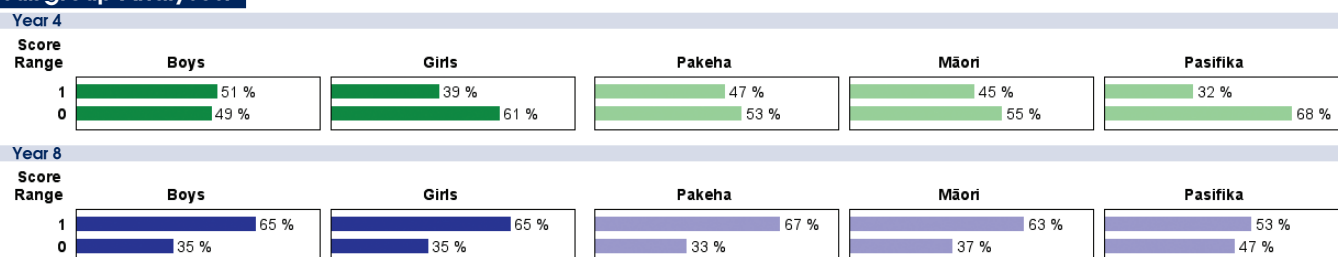 Year 4
Score
Range Boys Girls Pakeha Māori Pasifika
1 51 % 39 % 47 % 45 % 32 %
0 49 % 61 % 53 % 55 % 68 %
Year 8
Score
Range Boys Girls Pakeha Māori Pasifika
1 65 % 65 % 67 % 63 % 53 %
0 35 % 35 % 33 % 37 % 47 %